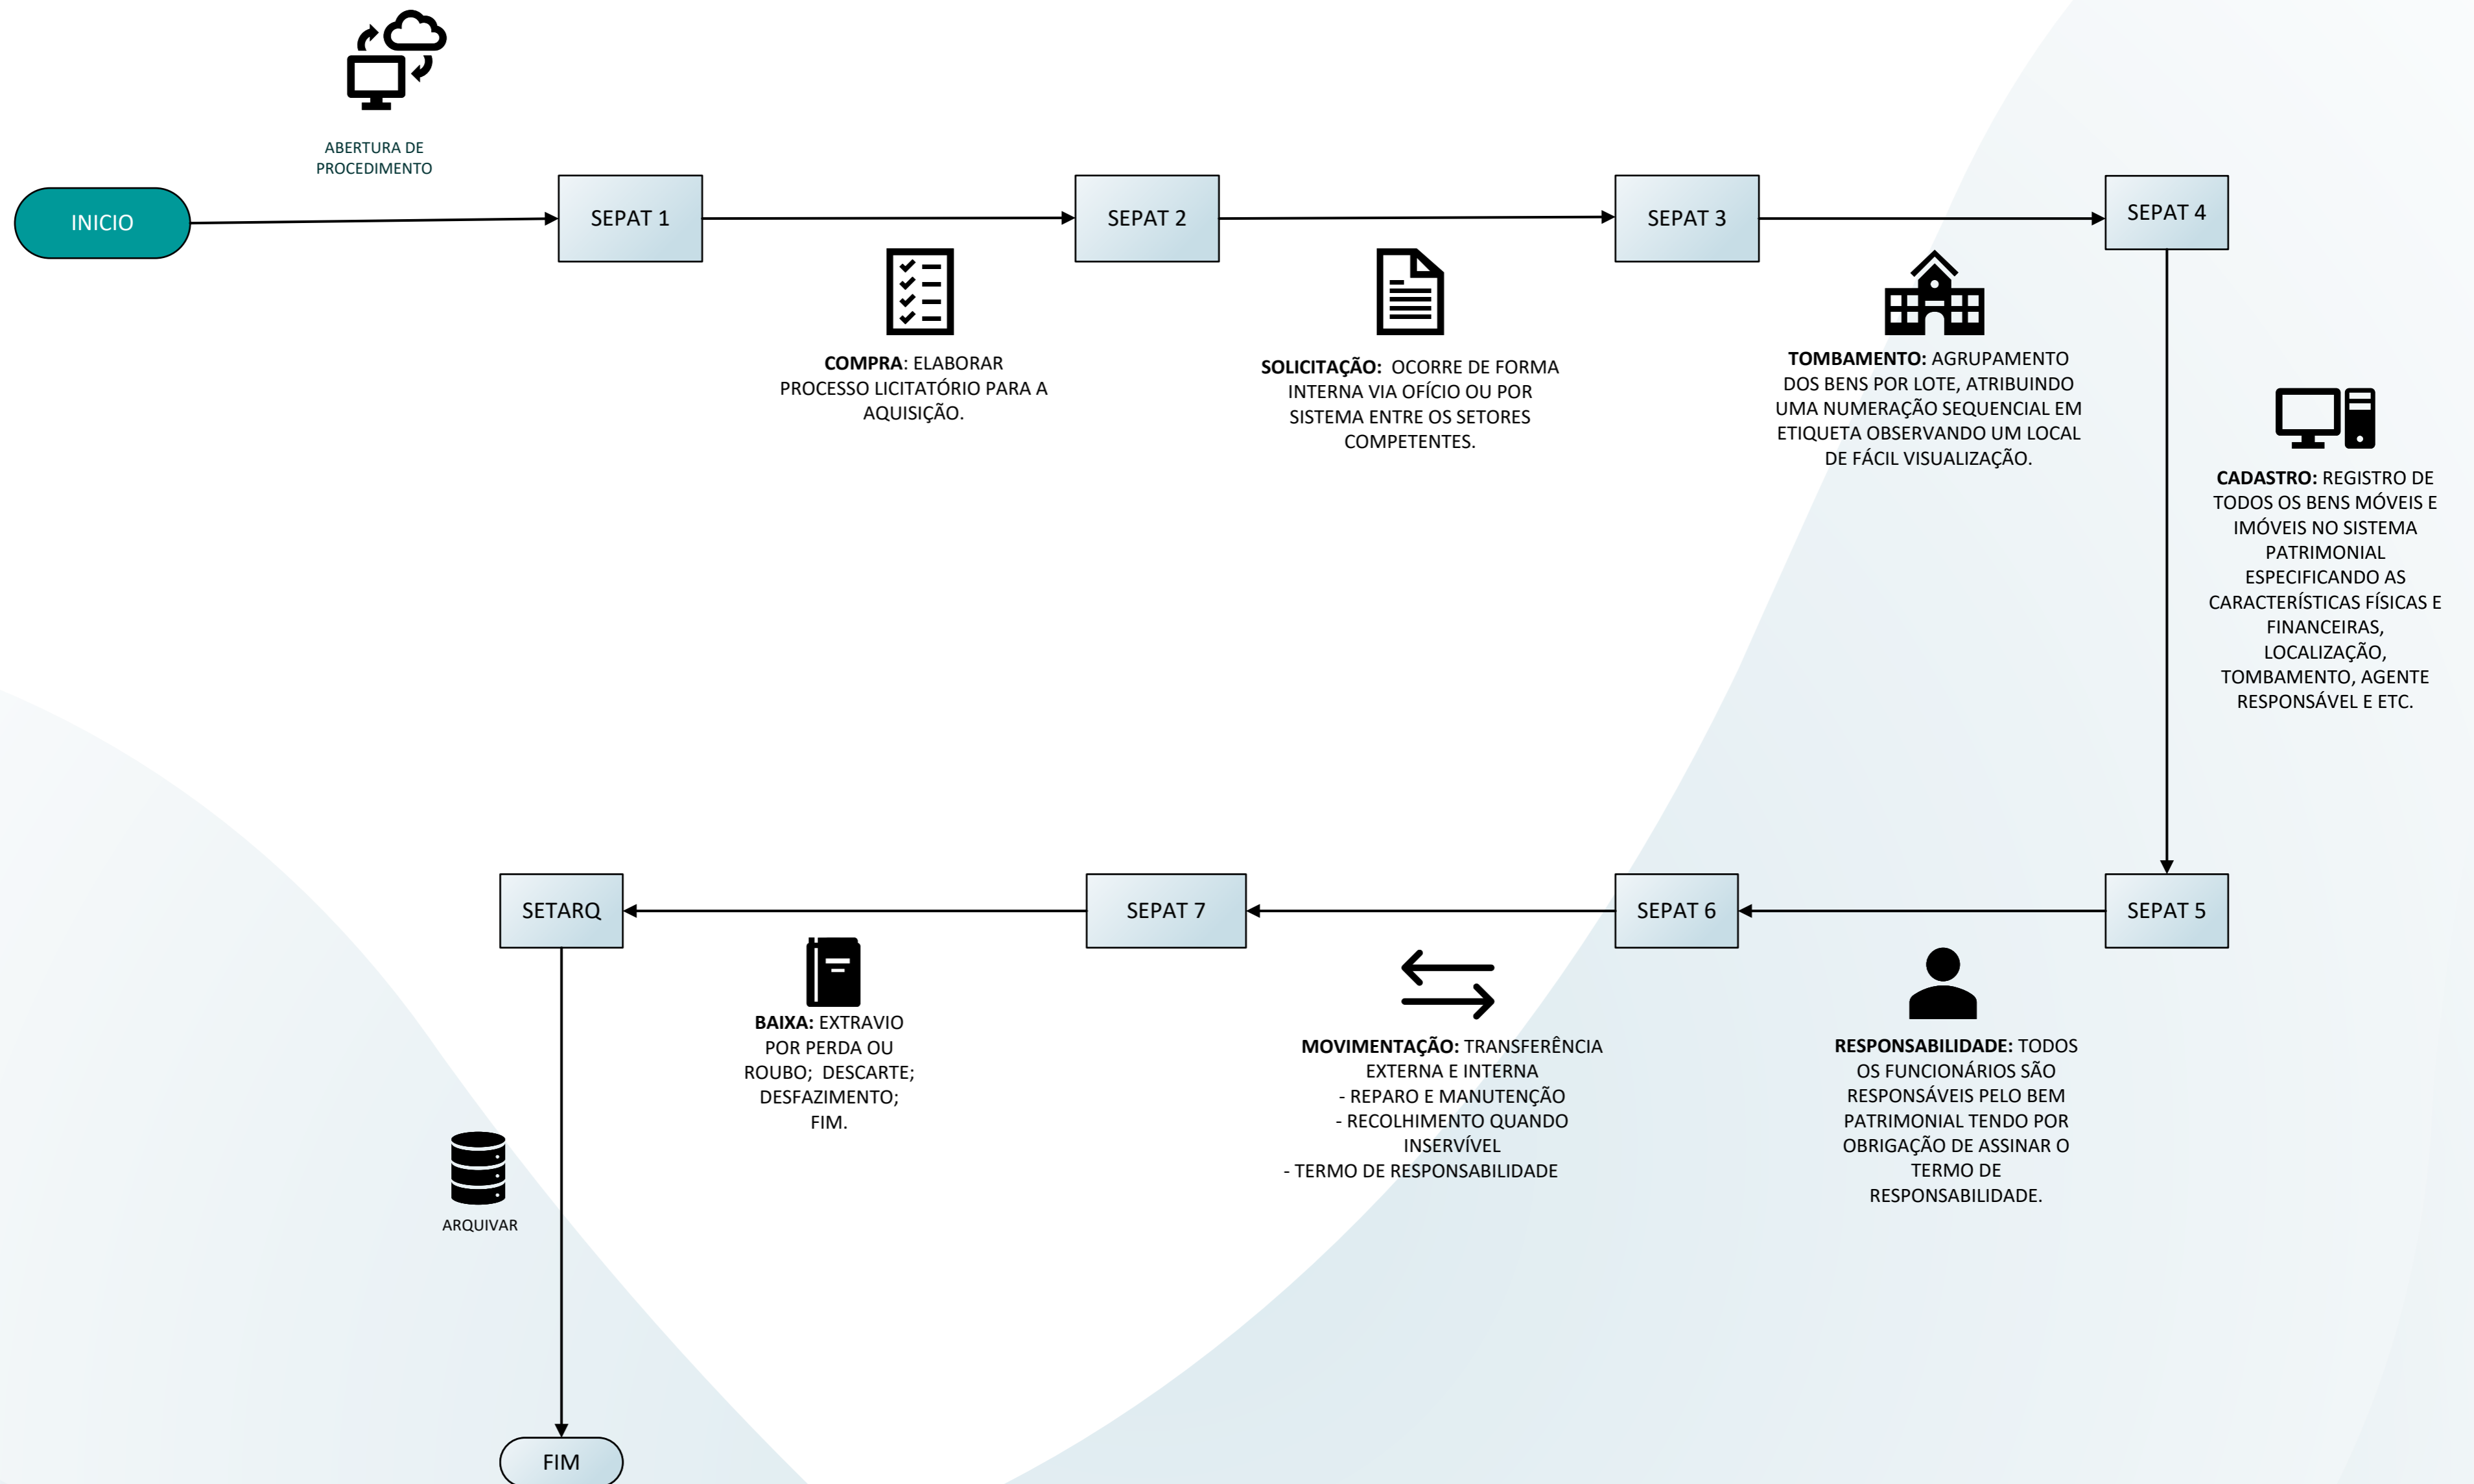 ABERTURA DE
PROCEDIMENTO
INICIO
SEPAT 1
SEPAT 2
SEPAT 3
SEPAT 4
COMPRA: ELABORAR
PROCESSO LICITATÓRIO PARA A
AQUISIÇÃO.
SOLICITAÇÃO: OCORRE DE FORMA
INTERNA VIA OFÍCIO OU POR
SISTEMA ENTRE OS SETORES
COMPETENTES.
TOMBAMENTO: AGRUPAMENTO
DOS BENS POR LOTE, ATRIBUINDO
UMA NUMERAÇÃO SEQUENCIAL EM
ETIQUETA OBSERVANDO UM LOCAL
DE FÁCIL VISUALIZAÇÃO.
CADASTRO: REGISTRO DE
TODOS OS BENS MÓVEIS E
IMÓVEIS NO SISTEMA
PATRIMONIAL
ESPECIFICANDO AS
CARACTERÍSTICAS FÍSICAS E
FINANCEIRAS,
LOCALIZAÇÃO,
TOMBAMENTO, AGENTE
RESPONSÁVEL E ETC.
SEPAT 5
SEPAT 6
SEPAT 7
SETARQ
RESPONSABILIDADE: TODOS
OS FUNCIONÁRIOS SÃO
RESPONSÁVEIS PELO BEM
PATRIMONIAL TENDO POR
OBRIGAÇÃO DE ASSINAR O
TERMO DE
RESPONSABILIDADE.
MOVIMENTAÇÃO: TRANSFERÊNCIA
EXTERNA E INTERNA
- REPARO E MANUTENÇÃO
- RECOLHIMENTO QUANDO
INSERVÍVEL
- TERMO DE RESPONSABILIDADE
BAIXA: EXTRAVIO
POR PERDA OU
ROUBO; DESCARTE;
DESFAZIMENTO;
FIM.
ARQUIVAR
FIM